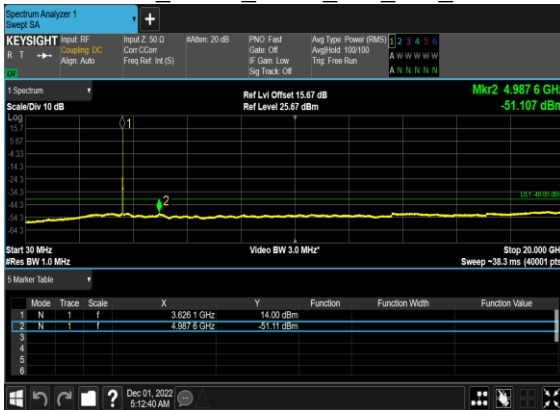 Spectrum Analyzer 1
Swept SA
+
KEYSIGHT Input: RF Input Z: 50 Ω #Atten: 20 dB PNO: Fast Avg Type: Power (RMS) 1 2 3 4 5 6
R T Coupling: DC Corr CCorr Gate: Off Avg|Hold: 100/100 A W W W W W
Align: Auto Freq Ref: Int (S) IF Gain: Low Trig: Free Run
Sig Track: Off A N N N N N
LW
1 Spectrum Ref Lvl Offset 15.67 dB Mkr2 4.987 6 GHz
Scale/Div 10 dB Ref Level 25.67 dBm -51.107 dBm
Log
15.7
5.67
-4.33
-14.3
-24.3
-34.3
-44.3
-54.3
-64.3
1
2
DL1 -40.00 dBm
Start 30 MHz Video BW 3.0 MHz* Stop 20.000 GHz
#Res BW 1.0 MHz Sweep ~38.3 ms (40001 pts)
5 Marker Table
Mode Trace Scale X Y Function Function Width Function Value
1 N 1 f 3.626 1 GHz 14.00 dBm
2 N 1 f 4.987 6 GHz -51.11 dBm
3
4
5
6
? Dec 01, 2022
5:12:40 AM